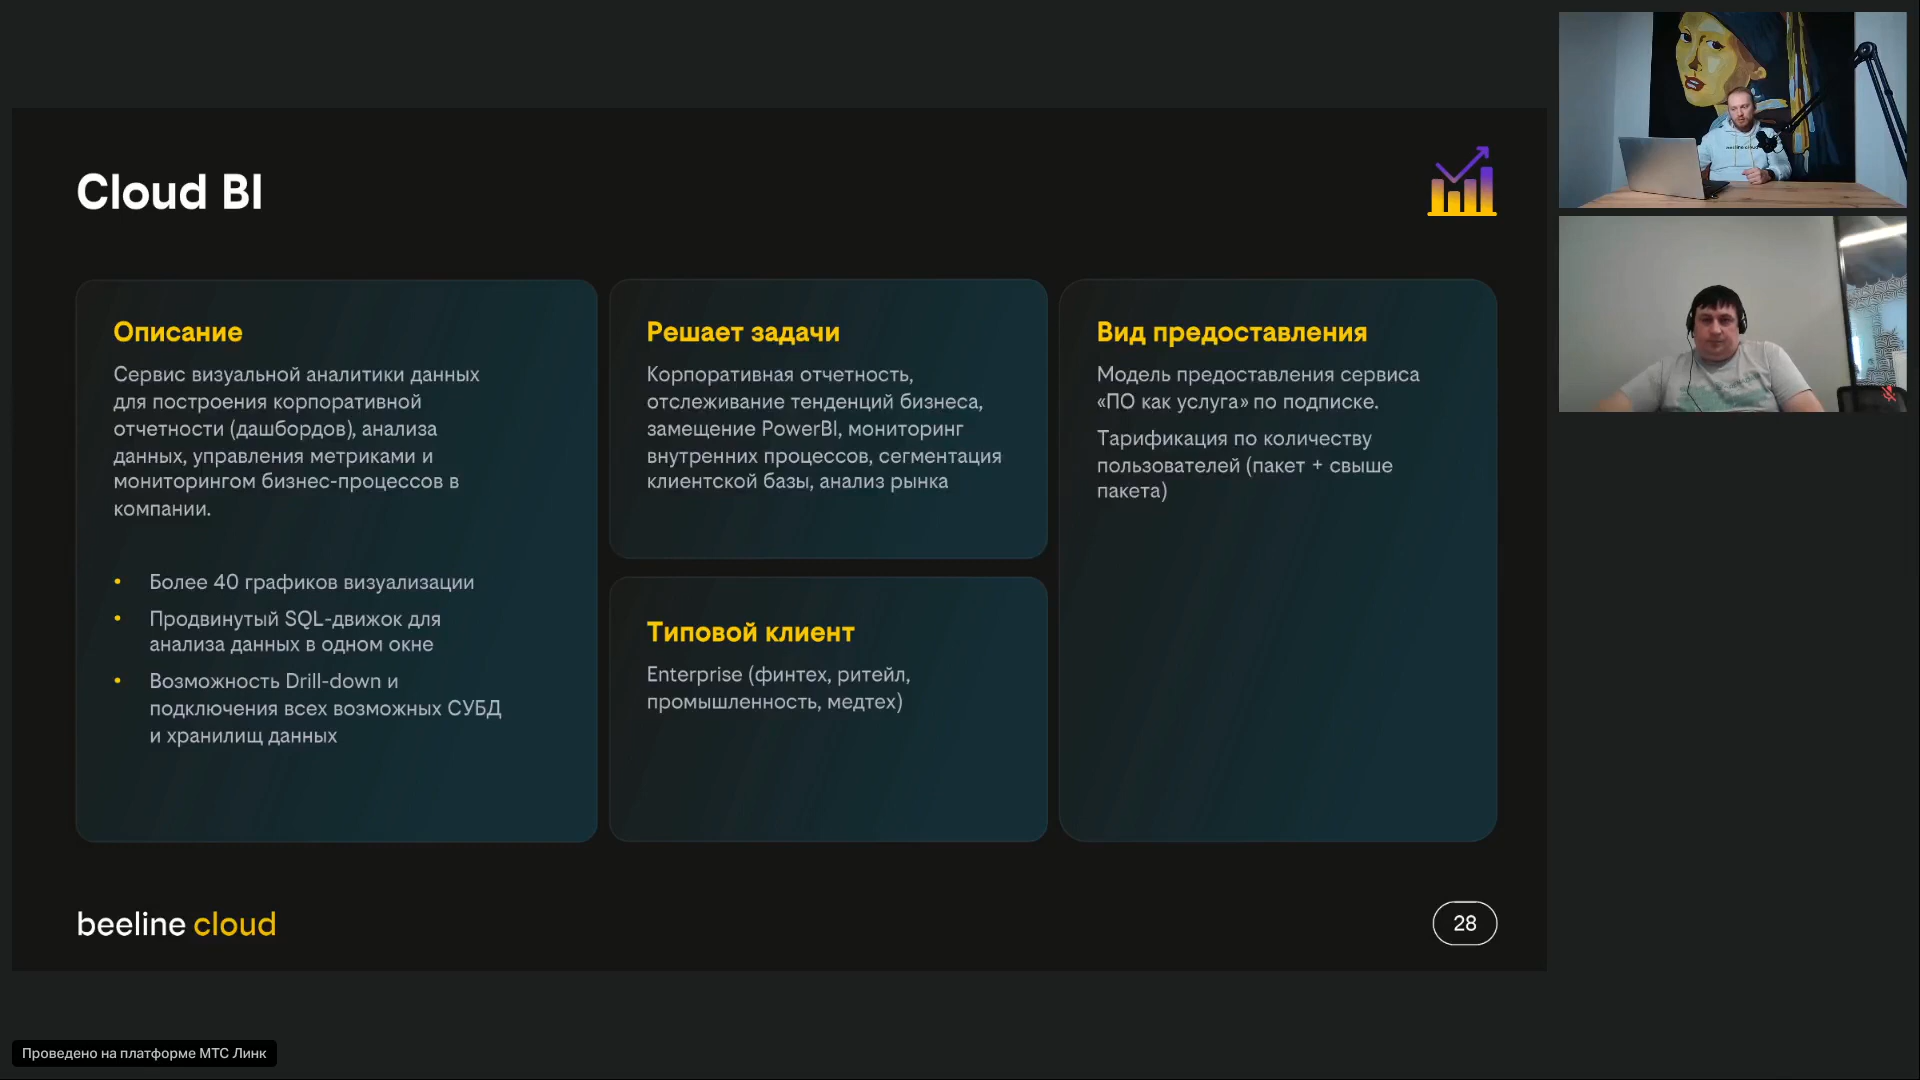 Cloud BI
Описание
Сервис визуальной аналитики данных
для построения корпоративной
отчетности (дашбордов), анализа
данных, управления метриками и
мониторингом бизнес-процессов в
компании.
• Более 40 графиков визуализации
• Продвинутый SQL-движок для
анализа данных в одном окне
• Возможность Drill-down и
подключения всех возможных СУБД
и хранилищ данных
Решает задачи
Корпоративная отчетность,
отслеживание тенденций бизнеса,
замещение PowerBI, мониторинг
внутренних процессов, сегментация
клиентской базы, анализ рынка
Типовой клиент
Enterprise (финтех, ритейл,
промышленность, медтех)
Вид предоставления
Модель предоставления сервиса
«ПО как услуга» по подписке.
Тарификация по количеству
пользователей (пакет + свыше
пакета)
beeline cloud
28
Проведено на платформе МТС Линк